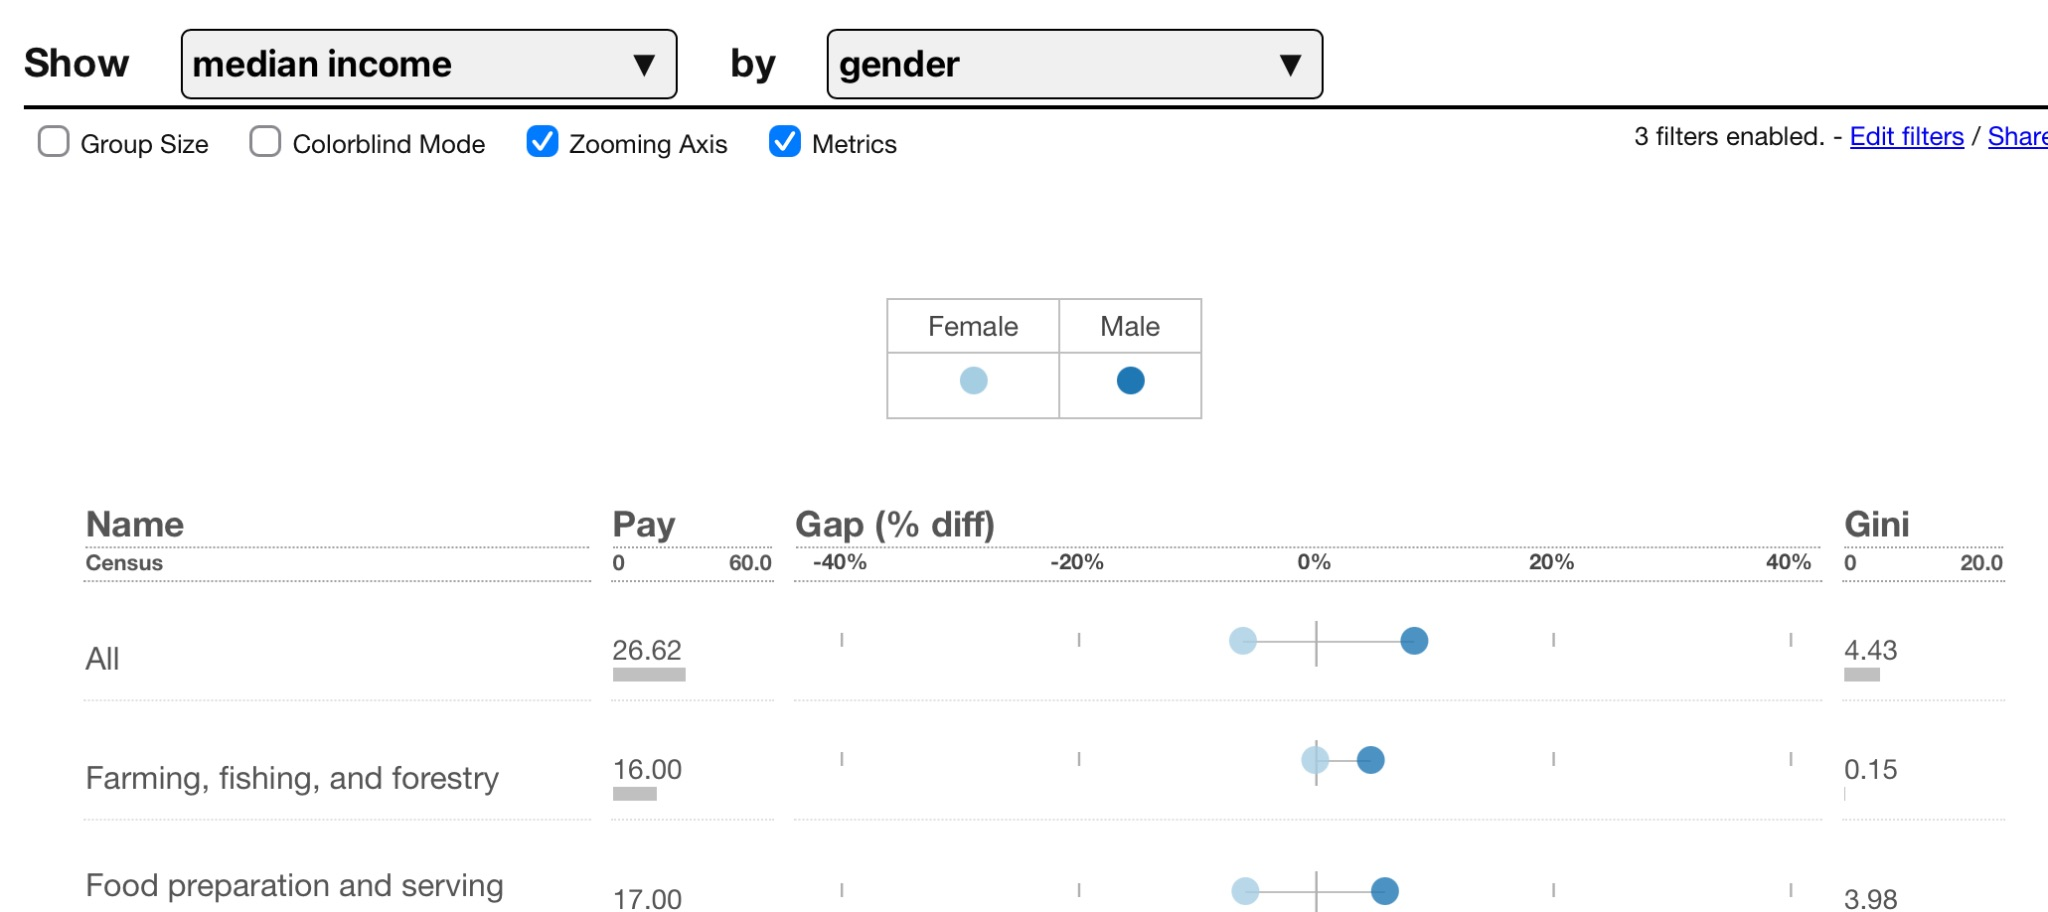 Show median income ▼ by gender ▼
Group Size Colorblind Mode Zooming Axis Metrics 3 filters enabled. - Edit filters / Share
Female Male
Name Pay Gap (% diff) Gini
Census 0 60.0 -40% -20% 0% 20% 40% 0 20.0
All 26.62 4.43
Farming, fishing, and forestry 16.00 0.15
Food preparation and serving 17.00 3.98